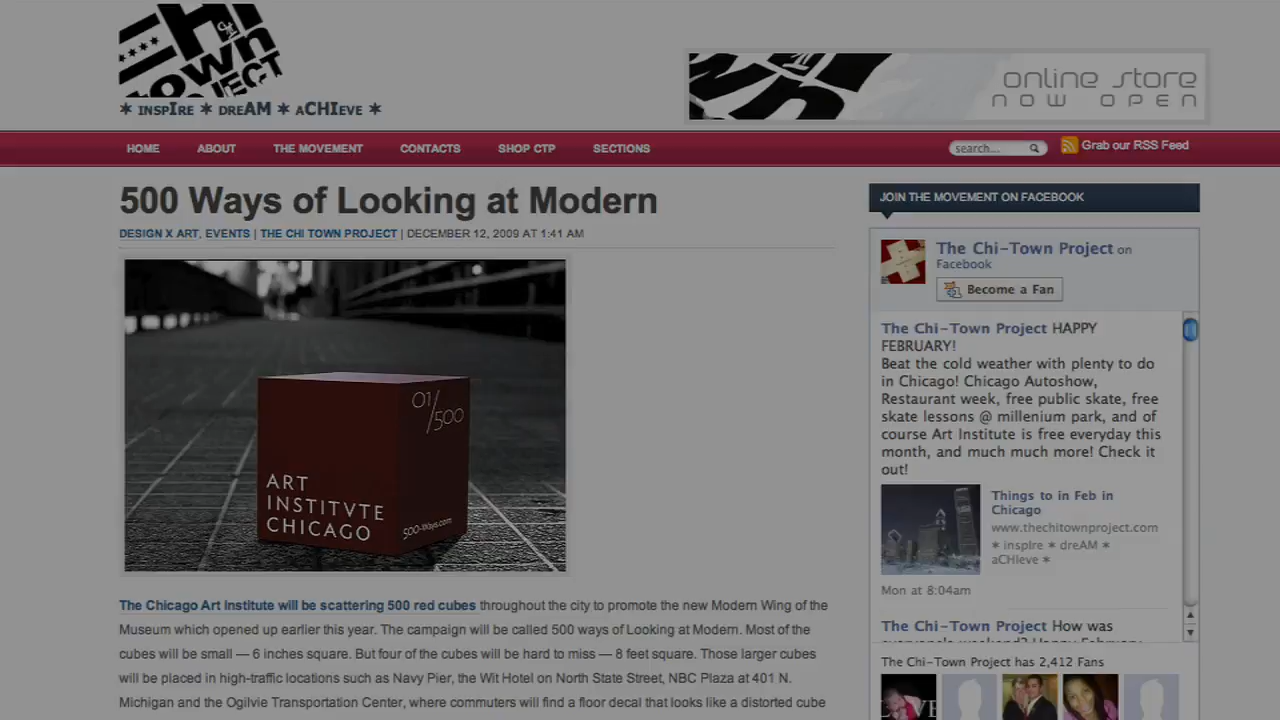 CHI
TOWN
PROJECT
✶ INSPIRE ✶ DREAM ✶ ACHIEVE ✶
online store
NOW OPEN
HOME ABOUT THE MOVEMENT CONTACTS SHOP CTP SECTIONS
search...
Grab our RSS Feed
500 Ways of Looking at Modern
DESIGN X ART, EVENTS | THE CHI TOWN PROJECT | DECEMBER 12, 2009 AT 1:41 AM
01/500
ART
INSTITVTE
CHICAGO
500-Ways.com
The Chicago Art Institute will be scattering 500 red cubes throughout the city to promote the new Modern Wing of the
Museum which opened up earlier this year. The campaign will be called 500 ways of Looking at Modern. Most of the
cubes will be small — 6 inches square. But four of the cubes will be hard to miss — 8 feet square. Those larger cubes
will be placed in high-traffic locations such as Navy Pier, the Wit Hotel on North State Street, NBC Plaza at 401 N.
Michigan and the Ogilvie Transportation Center, where commuters will find a floor decal that looks like a distorted cube
JOIN THE MOVEMENT ON FACEBOOK
The Chi-Town Project on
Facebook
Become a Fan
The Chi-Town Project HAPPY
FEBRUARY!
Beat the cold weather with plenty to do
in Chicago! Chicago Autoshow,
Restaurant week, free public skate, free
skate lessons @ millenium park, and of
course Art Institute is free everyday this
month, and much much more! Check it
out!
Things to in Feb in
Chicago
www.thechitownproject.com
✶ inspIre ✶ dreAM ✶
aCHIeve ✶
Mon at 8:04am
The Chi-Town Project How was
everyone's weekend? Happy February
The Chi-Town Project has 2,412 Fans